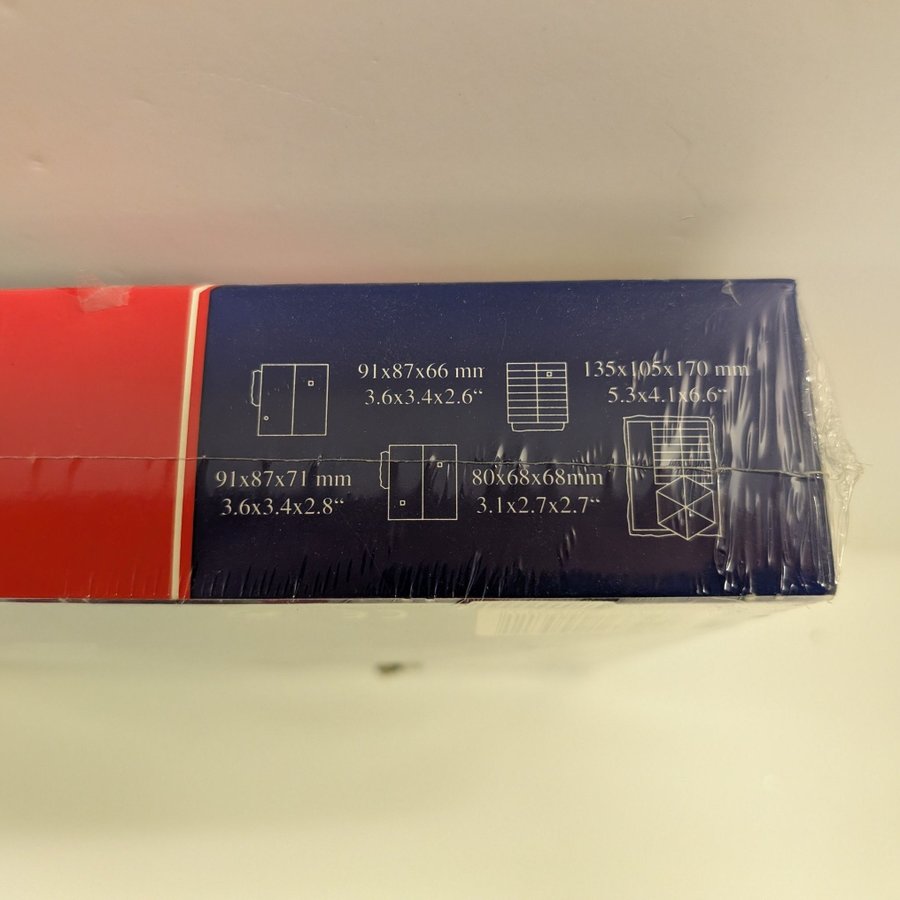 91x87x66 mm
3.6x3.4x2.6“
135x105x170 mm
5.3x4.1x6.6“
91x87x71 mm
3.6x3.4x2.8“
80x68x68mm
3.1x2.7x2.7“